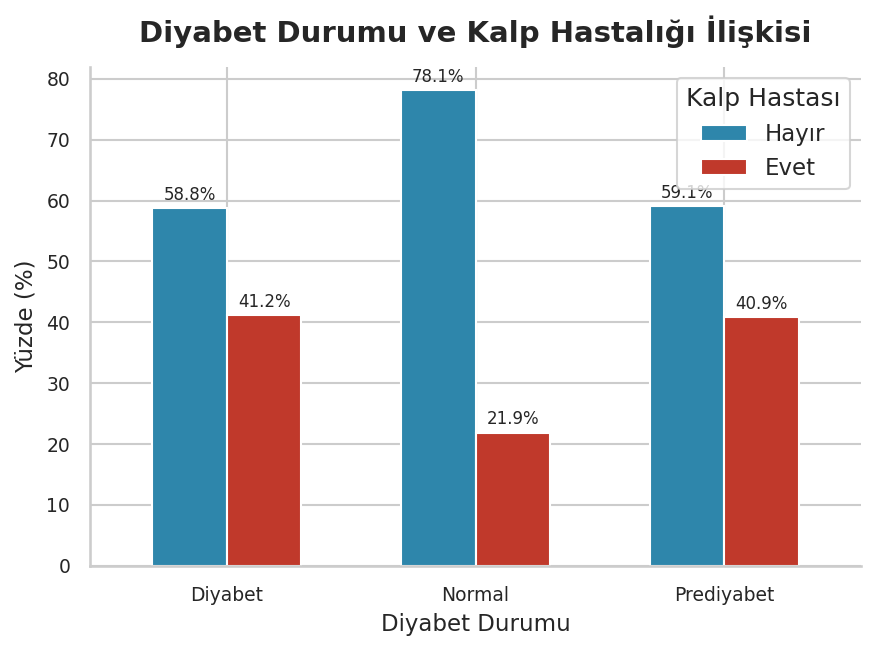 Diyabet Durumu ve Kalp Hastalığı İlişkisi
Yüzde (%)
80
70
60
50
40
30
20
10
0
58.8%
41.2%
78.1%
21.9%
59.1%
40.9%
Kalp Hastası
Hayır
Evet
Diyabet
Normal
Prediyabet
Diyabet Durumu